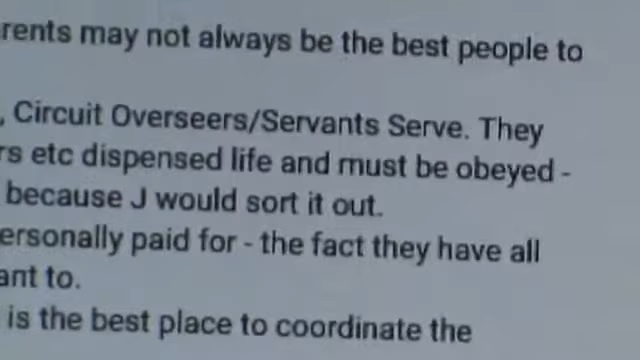 rents may not always be the best people to
, Circuit Overseers/Servants Serve. They
rs etc dispensed life and must be obeyed -
because J would sort it out.
ersonally paid for - the fact they have all
ant to.
is the best place to coordinate the